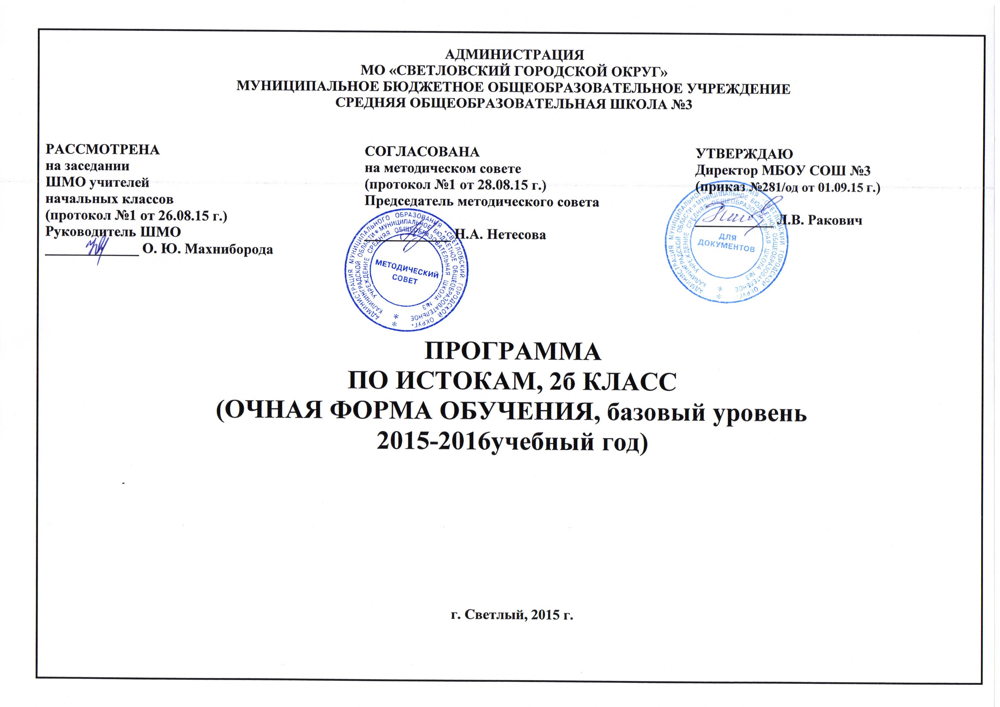 АДМИНИСТРАЦИЯ
МО «СВЕТЛОВСКИЙ ГОРОДСКОЙ ОКРУГ»
МУНИЦИПАЛЬНОЕ БЮДЖЕТНОЕ ОБЩЕОБРАЗОВАТЕЛЬНОЕ УЧРЕЖДЕНИЕ
СРЕДНЯЯ ОБЩЕОБРАЗОВАТЕЛЬНАЯ ШКОЛА №3
РАССМОТРЕНА
на заседании
ШМО учителей
начальных классов
(протокол №1 от 26.08.15 г.)
Руководитель ШМО
О. Ю. Махниборода
СОГЛАСОВАНА
на методическом совете
(протокол №1 от 28.08.15 г.)
Председатель методического совета
Н.А. Нетесова
АДМИНИСТРАЦИЯ МУНИЦИПАЛЬНОГО ОБРАЗОВАНИЯ "СВЕТЛОВСКИЙ ГОРОДСКОЙ ОКРУГ"
КАЛИНИНГРАДСКОЙ ОБЛАСТИ * МУНИЦИПАЛЬНОЕ БЮДЖЕТНОЕ ОБЩЕОБРАЗОВАТЕЛЬНОЕ
УЧРЕЖДЕНИЕ СРЕДНЯЯ ОБЩЕОБРАЗОВАТЕЛЬНАЯ ШКОЛА №3
МЕТОДИЧЕСКИЙ
СОВЕТ
УТВЕРЖДАЮ
Директор МБОУ СОШ №3
(приказ №281/од от 01.09.15 г.)
Л.В. Ракович
АДМИНИСТРАЦИЯ МУНИЦИПАЛЬНОГО ОБРАЗОВАНИЯ "СВЕТЛОВСКИЙ ГОРОДСКОЙ ОКРУГ"
КАЛИНИНГРАДСКОЙ ОБЛАСТИ * МУНИЦИПАЛЬНОЕ БЮДЖЕТНОЕ ОБЩЕОБРАЗОВАТЕЛЬНОЕ
УЧРЕЖДЕНИЕ СРЕДНЯЯ ОБЩЕОБРАЗОВАТЕЛЬНАЯ ШКОЛА №3
ДЛЯ
ДОКУМЕНТОВ
ПРОГРАММА
ПО ИСТОКАМ, 2б КЛАСС
(ОЧНАЯ ФОРМА ОБУЧЕНИЯ, базовый уровень
2015-2016учебный год)
г. Светлый, 2015 г.